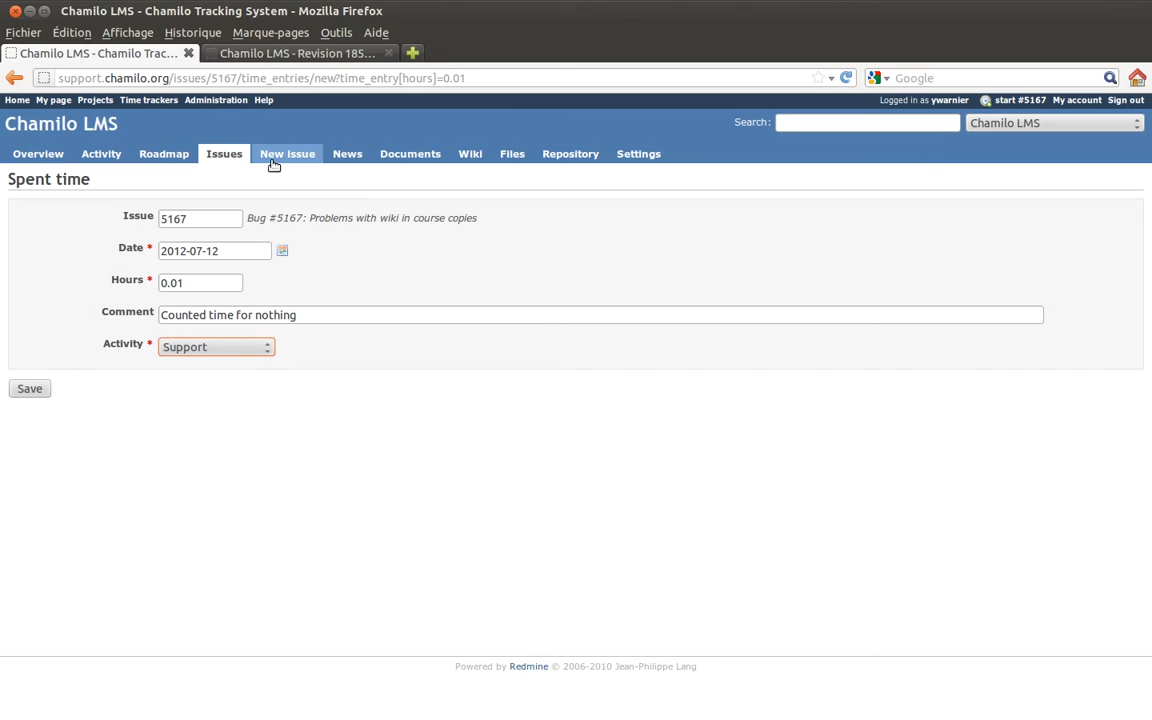 Chamilo LMS - Chamilo Tracking System - Mozilla Firefox
Fichier Édition Affichage Historique Marque-pages Outils Aide
Chamilo LMS - Chamilo Trac... Chamilo LMS - Revision 185...
support.chamilo.org/issues/5167/time_entries/new?time_entry[hours]=0.01 Google
Home My page Projects Time trackers Administration Help Logged in as ywarnier start #5167 My account Sign out
Chamilo LMS Search: Chamilo LMS
Overview Activity Roadmap Issues New issue News Documents Wiki Files Repository Settings
Spent time
Issue 5167 Bug #5167: Problems with wiki in course copies
Date * 2012-07-12
Hours * 0.01
Comment Counted time for nothing
Activity * Support
Save
Powered by Redmine © 2006-2010 Jean-Philippe Lang